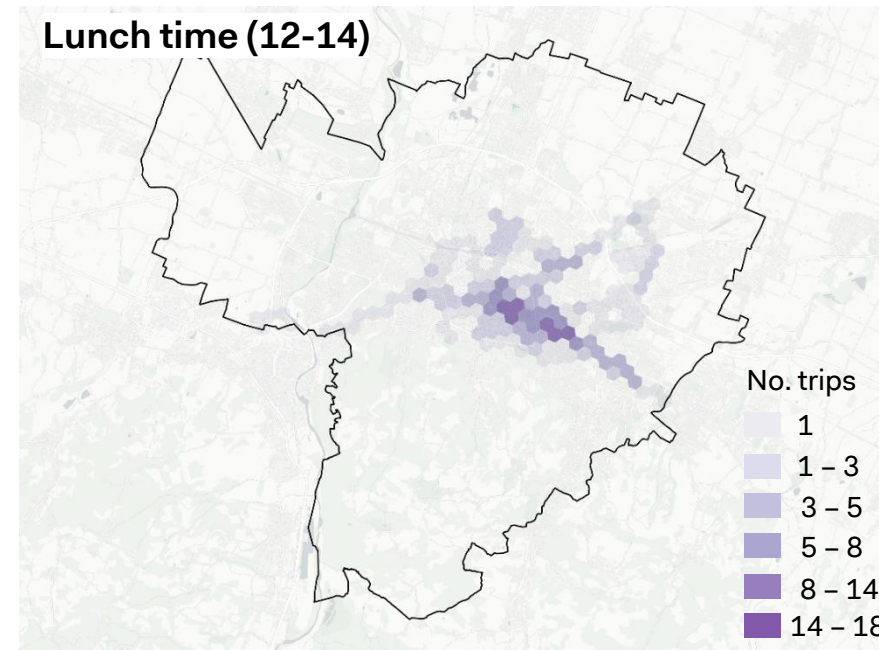 Lunch time (12-14)
No. trips
1
1 – 3
3 – 5
5 – 8
8 – 14
14 – 18